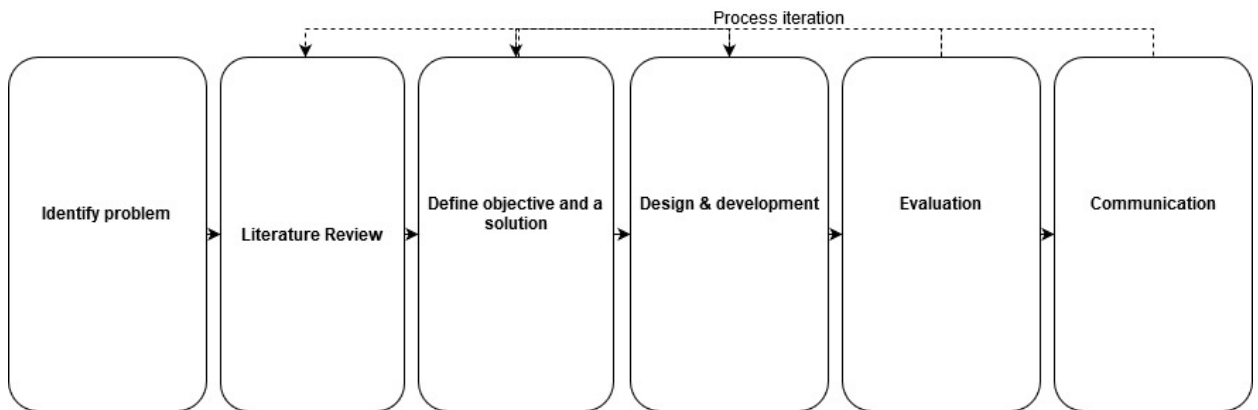 Process iteration
Identify problem
Literature Review
Define objective and a
solution
Design & development
Evaluation
Communication